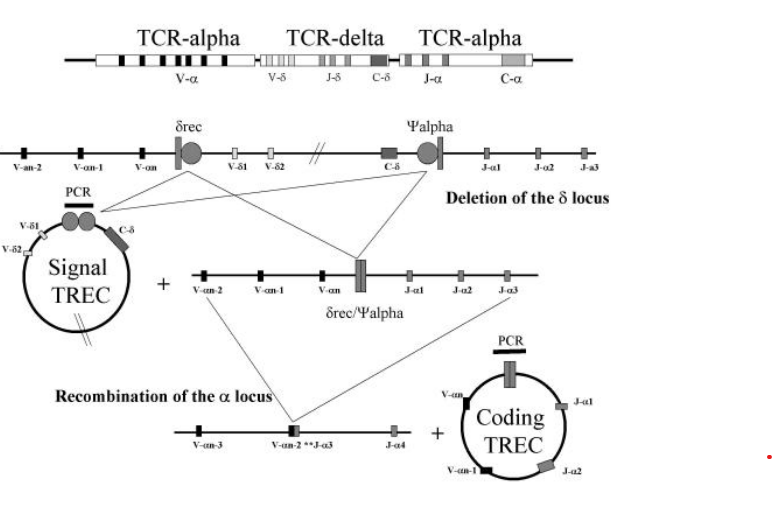 TCR-alpha TCR-delta TCR-alpha
V-α V-δ J-δ C-δ J-α C-α
δrec Ψalpha
V-αn-2 V-αn-1 V-αn V-δ1 V-δ2 // C-δ J-α1 J-α2 J-a3
Deletion of the δ locus
PCR
V-δ1 C-δ
V-δ2
Signal
TREC
//
+
V-αn-2 V-αn-1 V-αn J-α1 J-α2 J-α3
δrec/Ψalpha
PCR
Recombination of the α locus
V-αn J-α1
Coding
TREC
+
V-αn-3 V-αn-2 **J-α3 J-α4
V-αn-1 J-α2